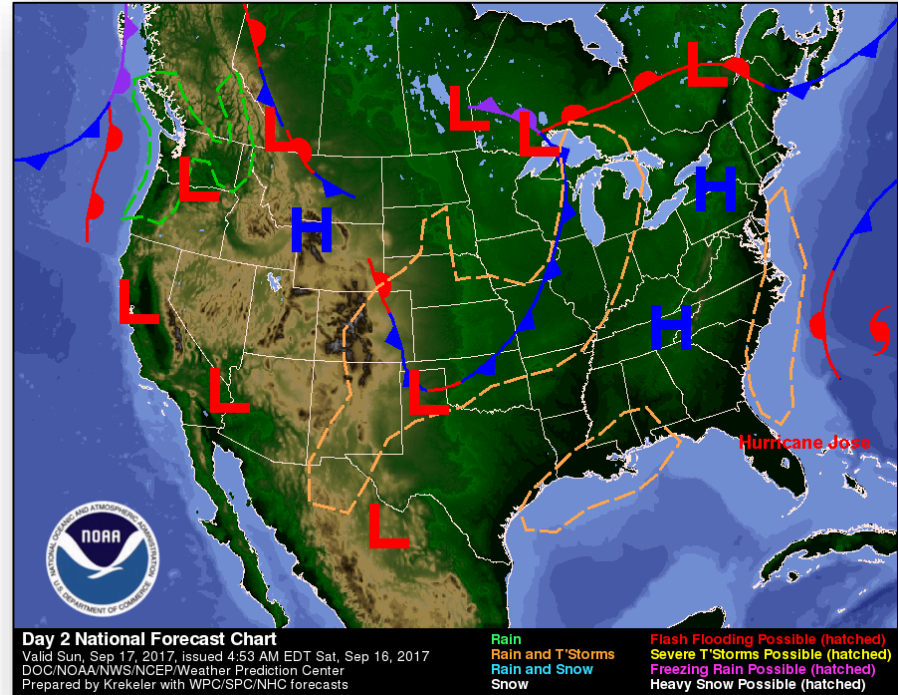 L
L
L
L
L
H
H
L
H
L
L
L
Hurricane Jose
L
NATIONAL OCEANIC AND ATMOSPHERIC ADMINISTRATION
NOAA
U.S. DEPARTMENT OF COMMERCE
Day 2 National Forecast Chart
Valid Sun, Sep 17, 2017, issued 4:53 AM EDT Sat, Sep 16, 2017
DOC/NOAA/NWS/NCEP/Weather Prediction Center
Prepared by Krekeler with WPC/SPC/NHC forecasts
Rain
Rain and T'Storms
Rain and Snow
Snow
Flash Flooding Possible (hatched)
Severe T'Storms Possible (hatched)
Freezing Rain Possible (hatched)
Heavy Snow Possible (hatched)